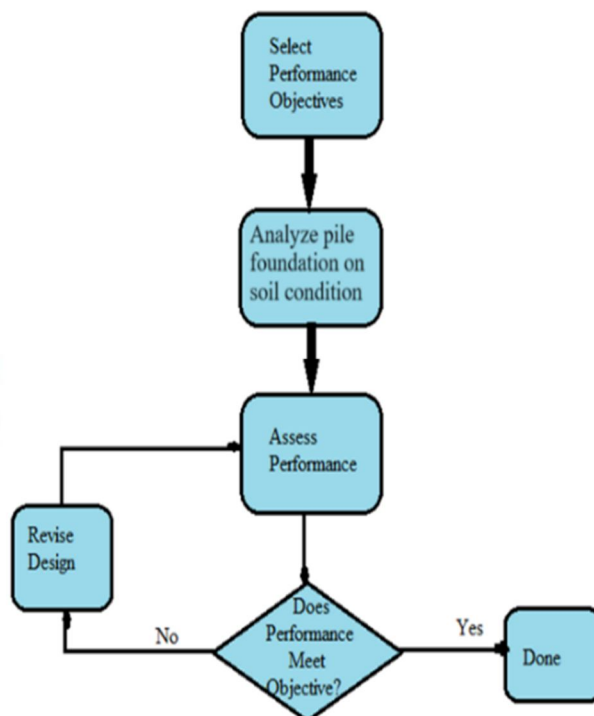 Select
Performance
Objectives
Analyze pile
foundation on
soil condition
Assess
Performance
Revise
Design
Does
Performance
Meet
Objective?
No
Yes
Done